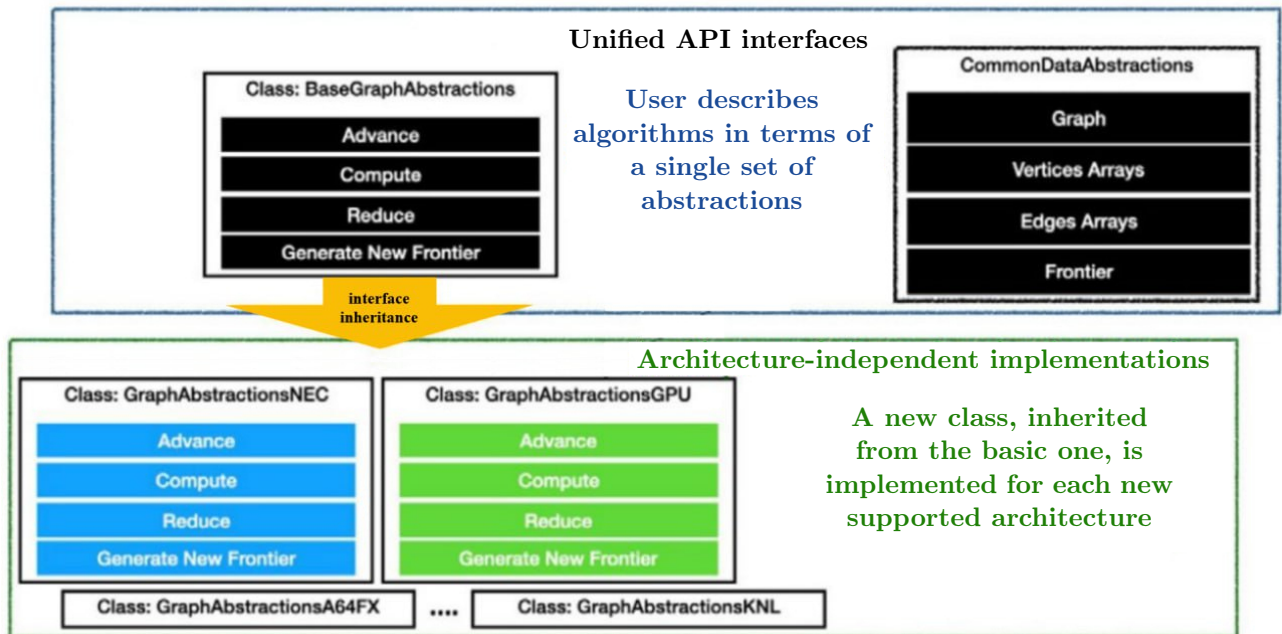 Unified API interfaces
Class: BaseGraphAbstractions
Advance
Compute
Reduce
Generate New Frontier
User describes
algorithms in terms of
a single set of
abstractions
CommonDataAbstractions
Graph
Vertices Arrays
Edges Arrays
Frontier
interface
inheritance
Architecture-independent implementations
Class: GraphAbstractionsNEC
Advance
Compute
Reduce
Generate New Frontier
Class: GraphAbstractionsGPU
Advance
Compute
Reduce
Generate New Frontier
A new class, inherited
from the basic one, is
implemented for each new
supported architecture
Class: GraphAbstractionsA64FX
....
Class: GraphAbstractionsKNL